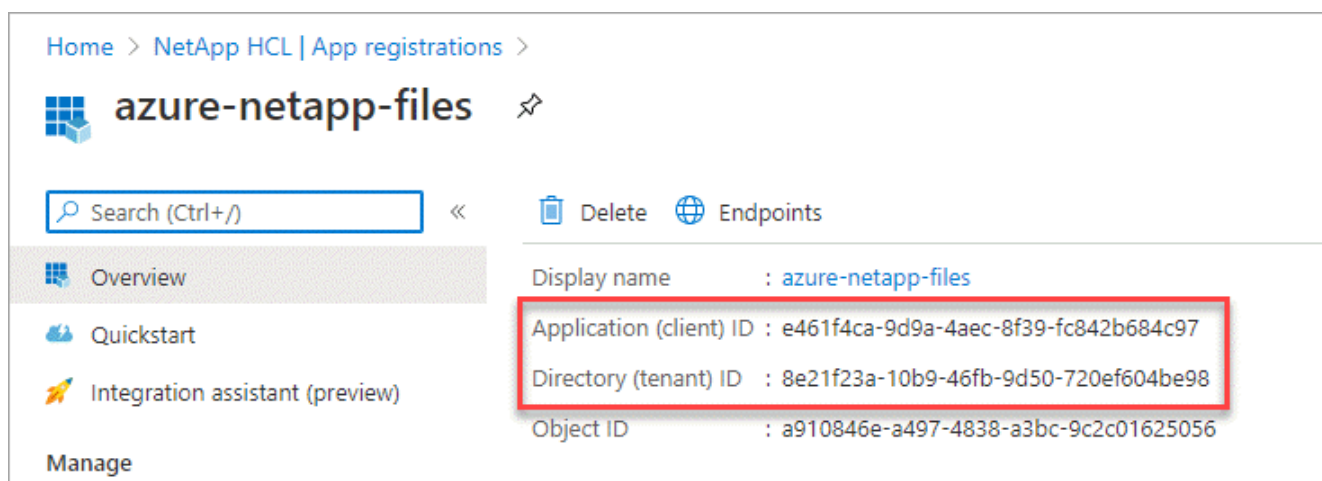 Home > NetApp HCL | App registrations >
azure-netapp-files
Search (Ctrl+/)
«
Delete
Endpoints
Overview
Quickstart
Integration assistant (preview)
Manage
Display name : azure-netapp-files
Application (client) ID : e461f4ca-9d9a-4aec-8f39-fc842b684c97
Directory (tenant) ID : 8e21f23a-10b9-46fb-9d50-720ef604be98
Object ID : a910846e-a497-4838-a3bc-9c2c01625056